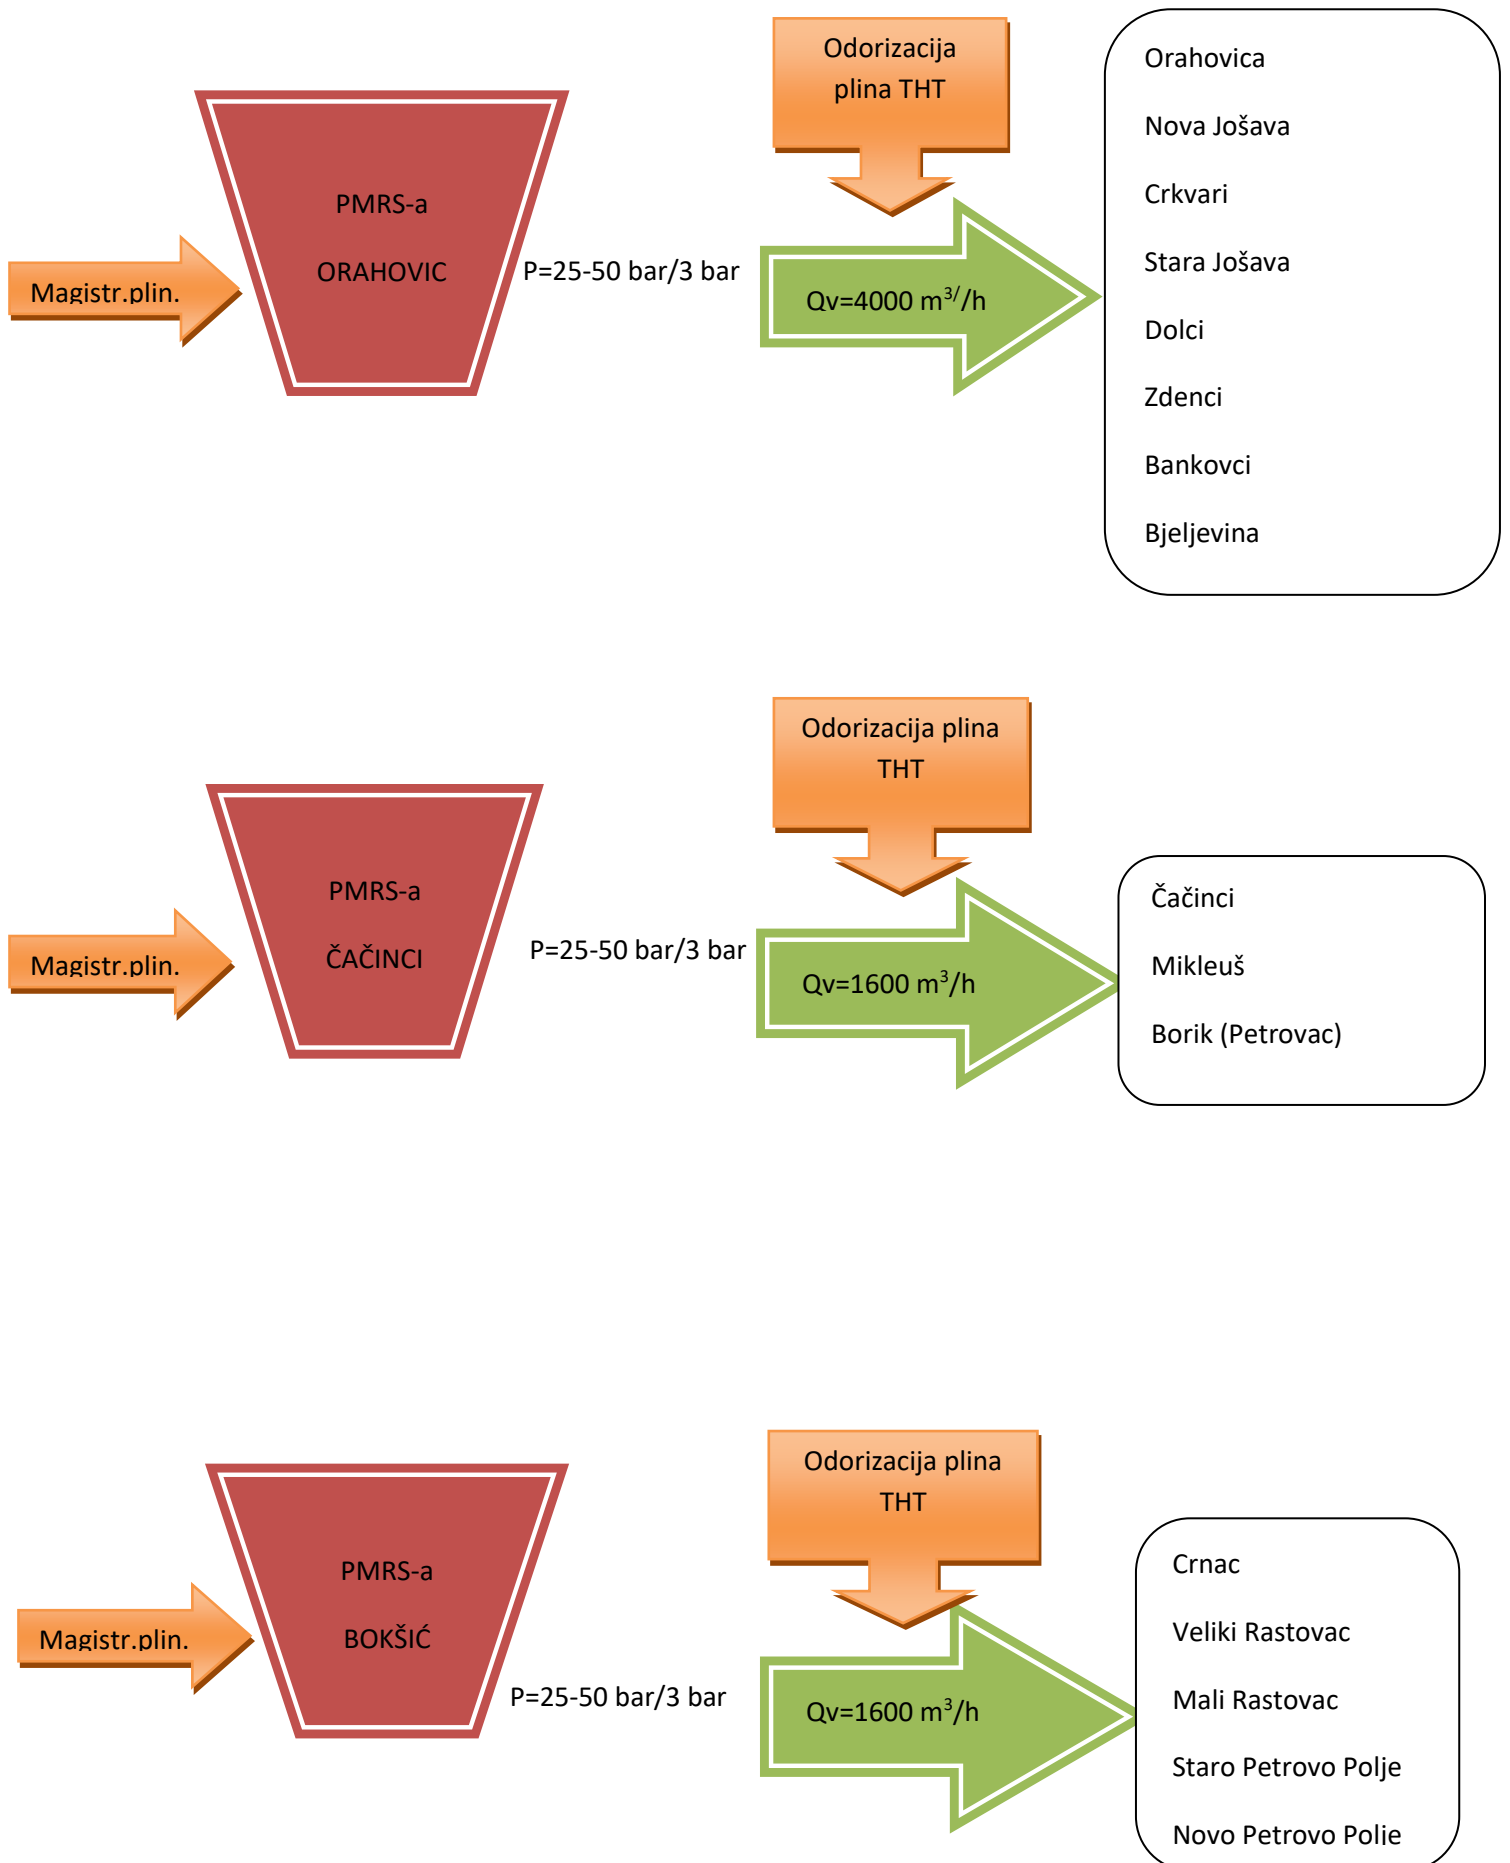 Odorizacija
plina THT
Magistr.plin.
PMRS-a
ORAHOVIC
P=25-50 bar/3 bar
Qv=4000 m³ᐟ/h
Orahovica
Nova Jošava
Crkvari
Stara Jošava
Dolci
Zdenci
Bankovci
Bjeljevina
Odorizacija plina
THT
Magistr.plin.
PMRS-a
ČAČINCI
P=25-50 bar/3 bar
Qv=1600 m³/h
Čačinci
Mikleuš
Borik (Petrovac)
Odorizacija plina
THT
Magistr.plin.
PMRS-a
BOKŠIĆ
P=25-50 bar/3 bar
Qv=1600 m³/h
Crnac
Veliki Rastovac
Mali Rastovac
Staro Petrovo Polje
Novo Petrovo Polje